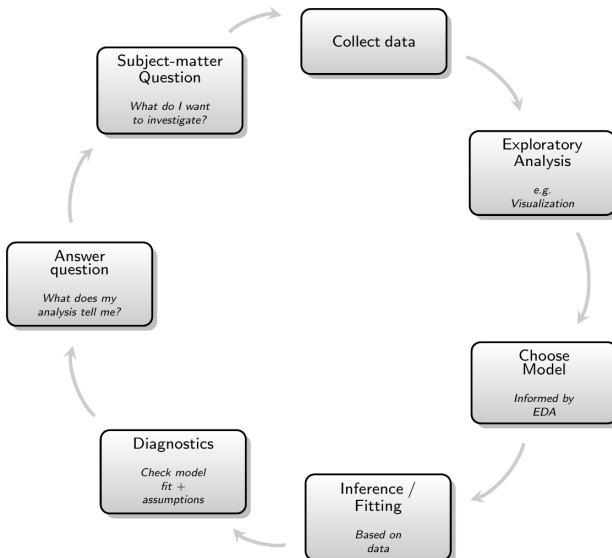 Collect data
Subject-matter
Question
What do I want
to investigate?
Exploratory
Analysis
e.g.
Visualization
Answer
question
What does my
analysis tell me?
Choose
Model
Informed by
EDA
Diagnostics
Check model
fit +
assumptions
Inference /
Fitting
Based on
data